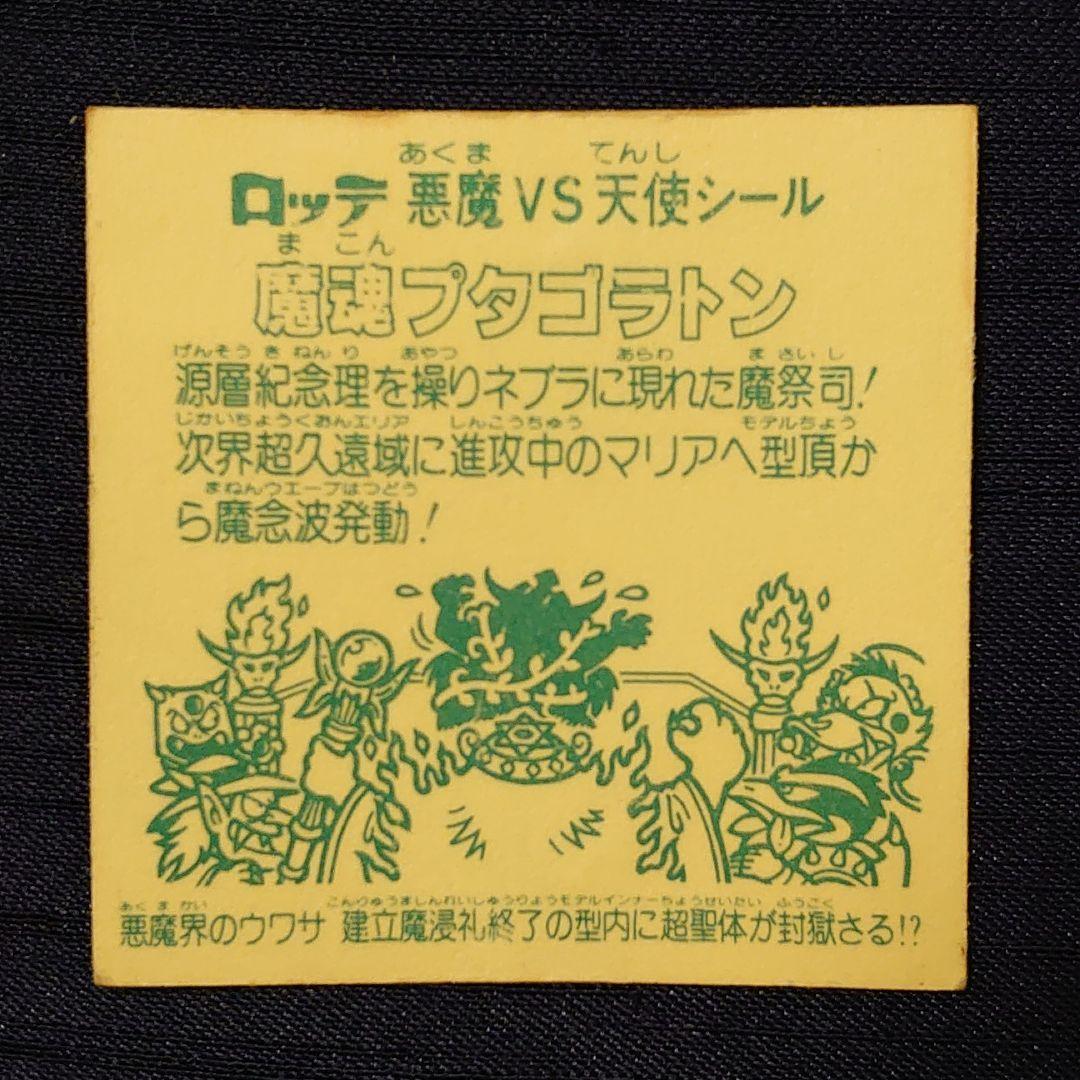 あくま てんし
ロッテ 悪魔VS天使シール
まこん
魔魂プタゴラトン
げんそうきねんり あやつ あらわ まさいし
源層紀念理を操りネブラに現れた魔祭司!
じかいちょうくおんエリア しんこうちゅう モデルちょう
次界超久遠域に進攻中のマリアへ型頂か
まねんウエーブはつどう
ら魔念波発動!
あくまかい こんりゅうましんれいしゅうりょうモデルインナーちょうせいたい ふうごく
悪魔界のウワサ 建立魔浸礼終了の型内に超聖体が封獄さる!?